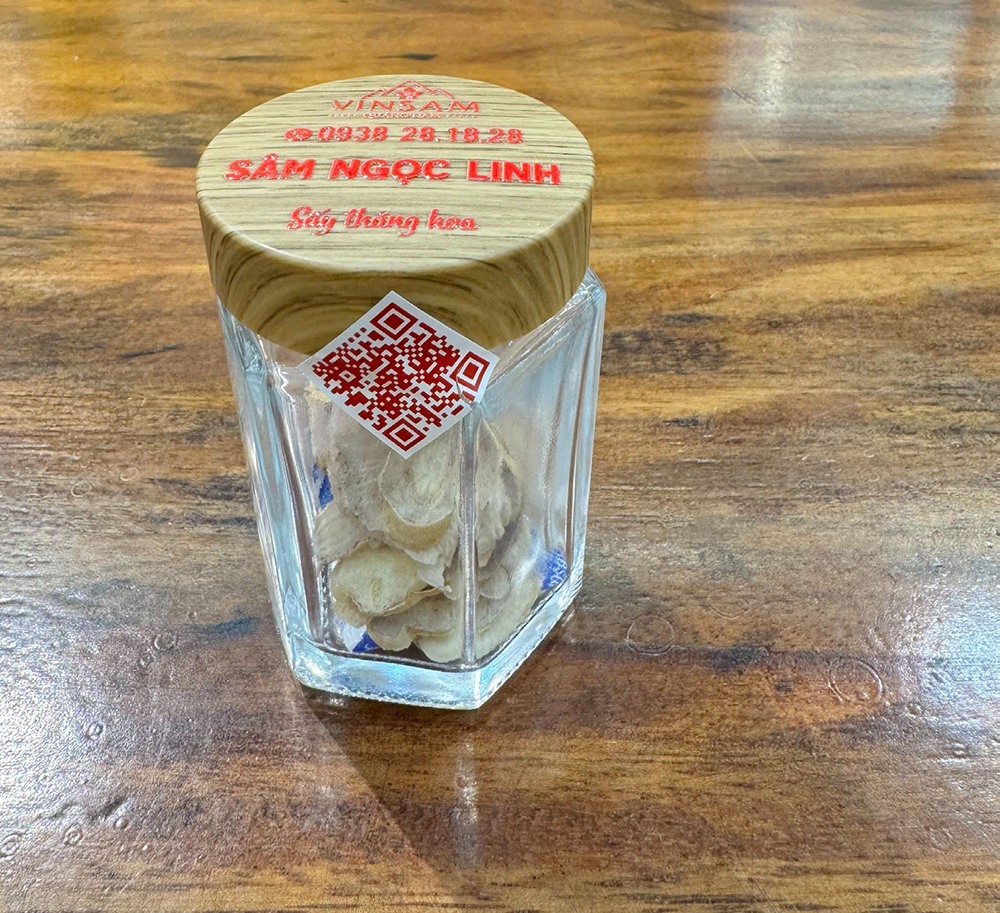 VINSAM
0938 28.18.28
SÂM NGỌC LINH
Sấy thăng hoa